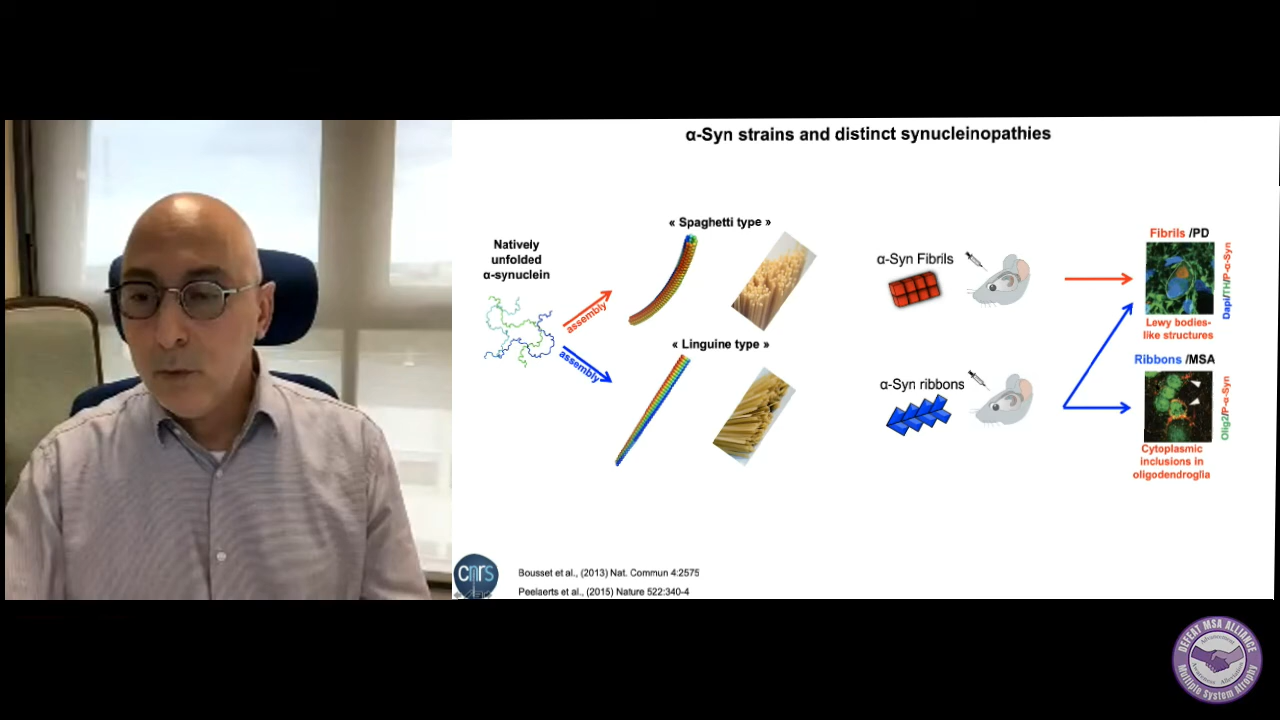 α-Syn strains and distinct synucleinopathies
« Spaghetti type »
Natively
unfolded
α-synuclein
assembly
assembly
« Linguine type »
α-Syn Fibrils
α-Syn ribbons
Fibrils /PD
Dapi/TH/P-α-Syn
Lewy bodies-
like structures
Ribbons /MSA
Olig2/P-α-Syn
Cytoplasmic
inclusions in
oligodendroglia
cnrs
Bousset et al., (2013) Nat. Commun 4:2575
Peelaerts et al., (2015) Nature 522:340-4
DEFEAT MSA ALLIANCE
Advancement
Multiple System Atrophy